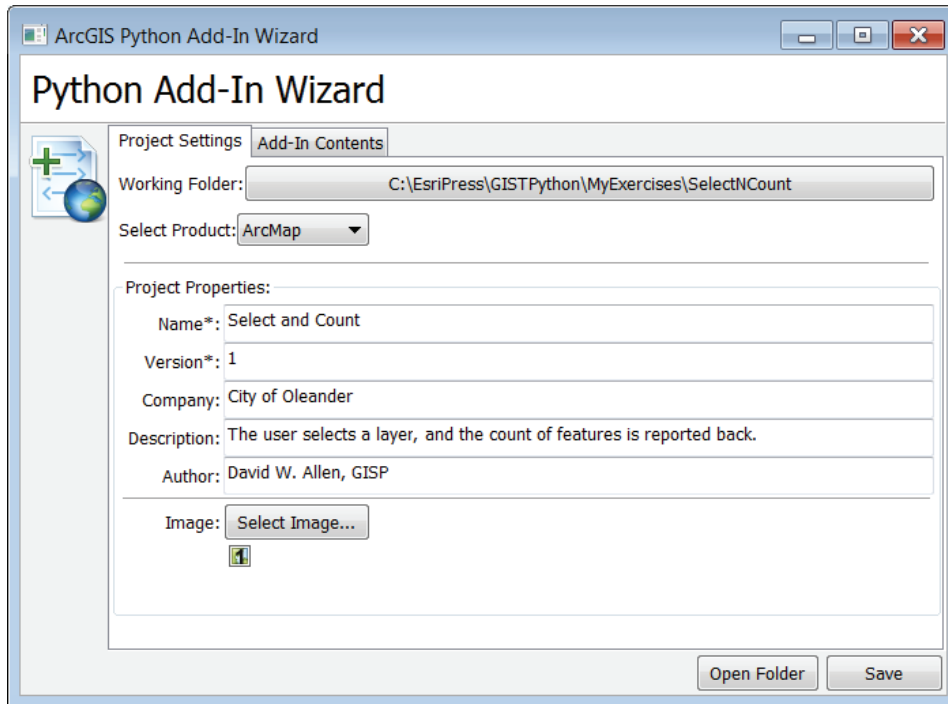 ArcGIS Python Add-In Wizard
Python Add-In Wizard
Project Settings Add-In Contents
Working Folder: C:\EsriPress\GISTPython\MyExercises\SelectNCount
Select Product: ArcMap
Project Properties:
Name*: Select and Count
Version*: 1
Company: City of Oleander
Description: The user selects a layer, and the count of features is reported back.
Author: David W. Allen, GISP
Image: Select Image...
1
Open Folder Save